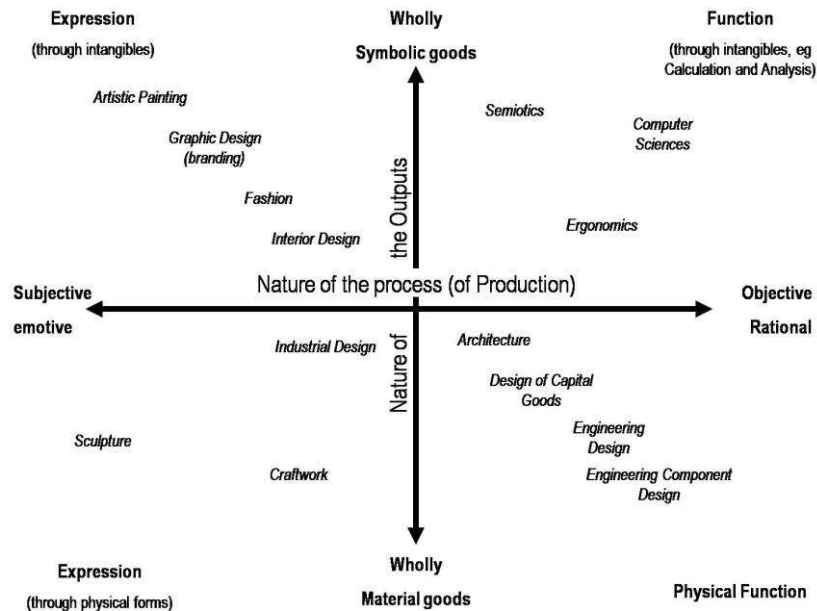 Expression
(through intangibles)
Wholly
Symbolic goods
Function
(through intangibles, eg
Calculation and Analysis)
Artistic Painting
Graphic Design
(branding)
Fashion
Interior Design
Semiotics
Computer
Sciences
Ergonomics
the Outputs
Nature of the process (of Production)
Subjective
emotive
Objective
Rational
Nature of
Industrial Design
Architecture
Design of Capital
Goods
Sculpture
Engineering
Design
Craftwork
Engineering Component
Design
Expression
(through physical forms)
Wholly
Material goods
Physical Function